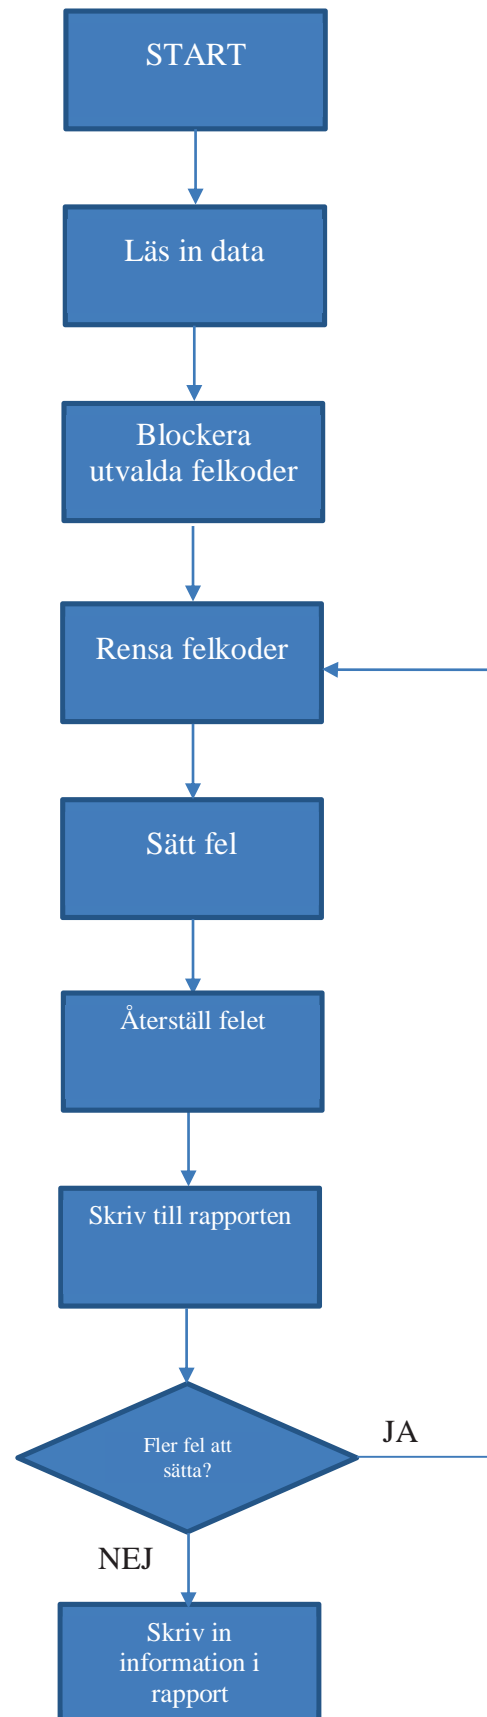 START
Läs in data
Blockera
utvalda felkoder
Rensa felkoder
Sätt fel
Återställ felet
Skriv till rapporten
Fler fel att
sätta?
JA
NEJ
Skriv in
information i
rapport